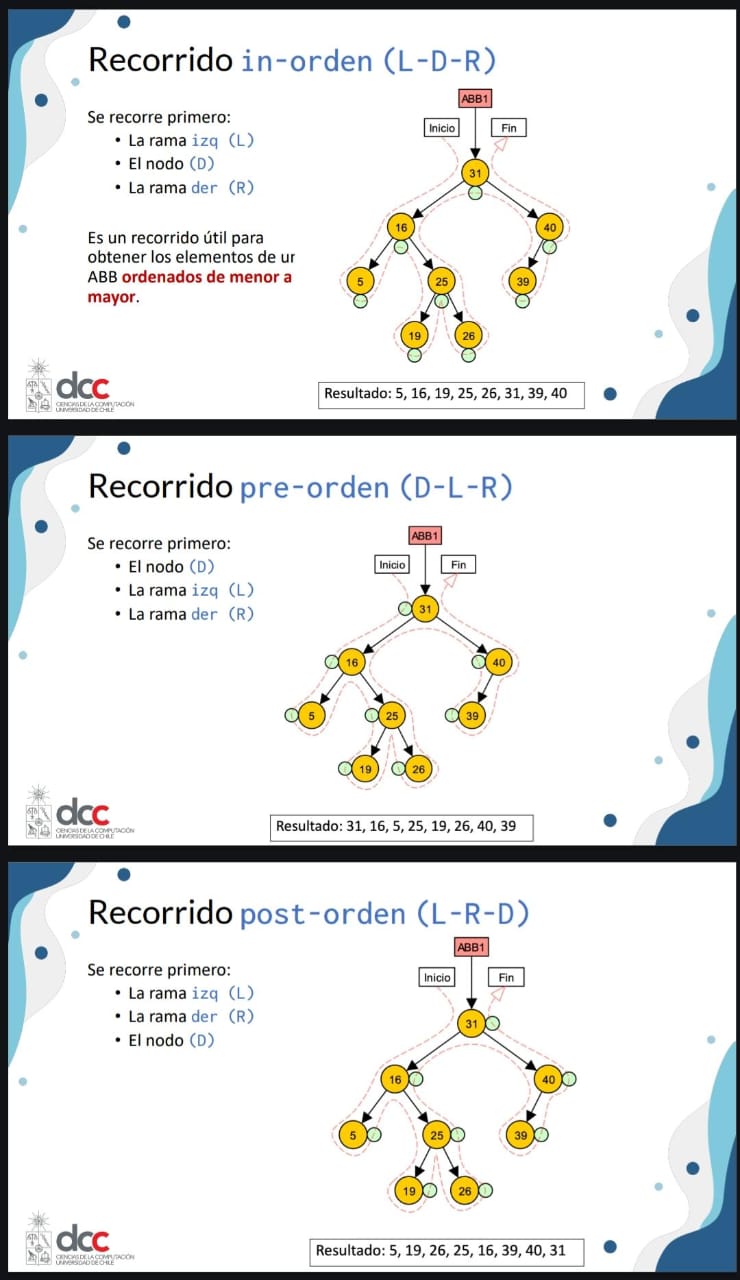 Recorrido in-orden (L-D-R)
Se recorre primero:
• La rama izq (L)
• El nodo (D)
• La rama der (R)
Es un recorrido útil para
obtener los elementos de ur
ABB ordenados de menor a
mayor.
ABB1
Inicio
Fin
31
16
40
5
25
39
19
26
dcc
CIENCIAS DE LA COMPUTACIÓN
UNIVERSIDAD DE CHILE
Resultado: 5, 16, 19, 25, 26, 31, 39, 40
Recorrido pre-orden (D-L-R)
Se recorre primero:
• El nodo (D)
• La rama izq (L)
• La rama der (R)
ABB1
Inicio
Fin
31
16
40
5
25
39
19
26
dcc
CIENCIAS DE LA COMPUTACIÓN
UNIVERSIDAD DE CHILE
Resultado: 31, 16, 5, 25, 19, 26, 40, 39
Recorrido post-orden (L-R-D)
Se recorre primero:
• La rama izq (L)
• La rama der (R)
• El nodo (D)
ABB1
Inicio
Fin
31
16
40
5
25
39
19
26
dcc
CIENCIAS DE LA COMPUTACIÓN
UNIVERSIDAD DE CHILE
Resultado: 5, 19, 26, 25, 16, 39, 40, 31